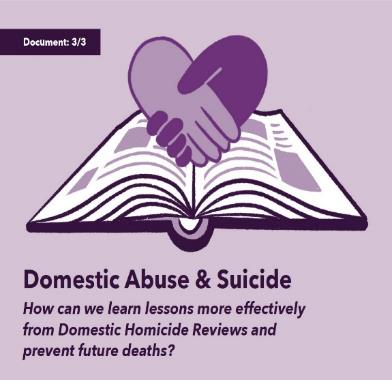 Document: 3/3
Domestic Abuse & Suicide
How can we learn lessons more effectively
from Domestic Homicide Reviews and
prevent future deaths?